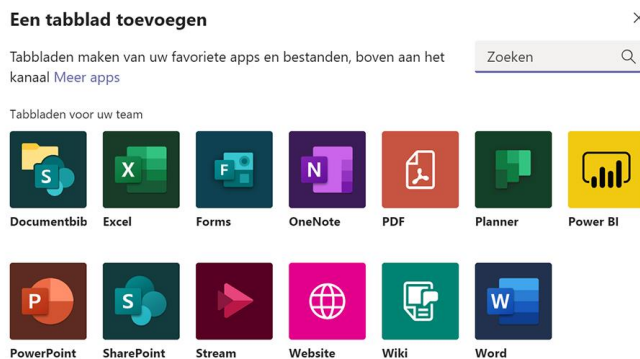 Een tabblad toevoegen
Tabbladen maken van uw favoriete apps en bestanden, boven aan het
kanaal Meer apps
Zoeken
Tabbladen voor uw team
S
X
F
N
Documentbib
Excel
Forms
OneNote
PDF
Planner
Power BI
P
S
W
PowerPoint
SharePoint
Stream
Website
Wiki
Word